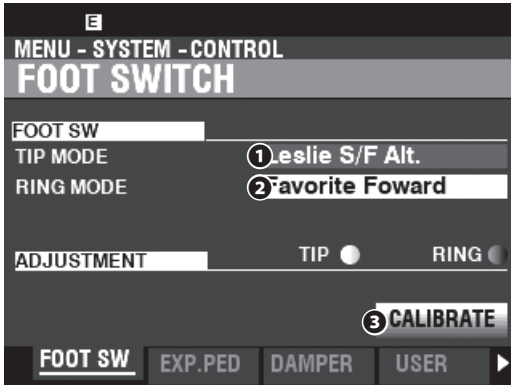 E
MENU - SYSTEM - CONTROL
FOOT SWITCH
FOOT SW
TIP MODE 1 Leslie S/F Alt.
RING MODE 2 Favorite Foward
ADJUSTMENT TIP RING
3 CALIBRATE
FOOT SW EXP.PED DAMPER USER